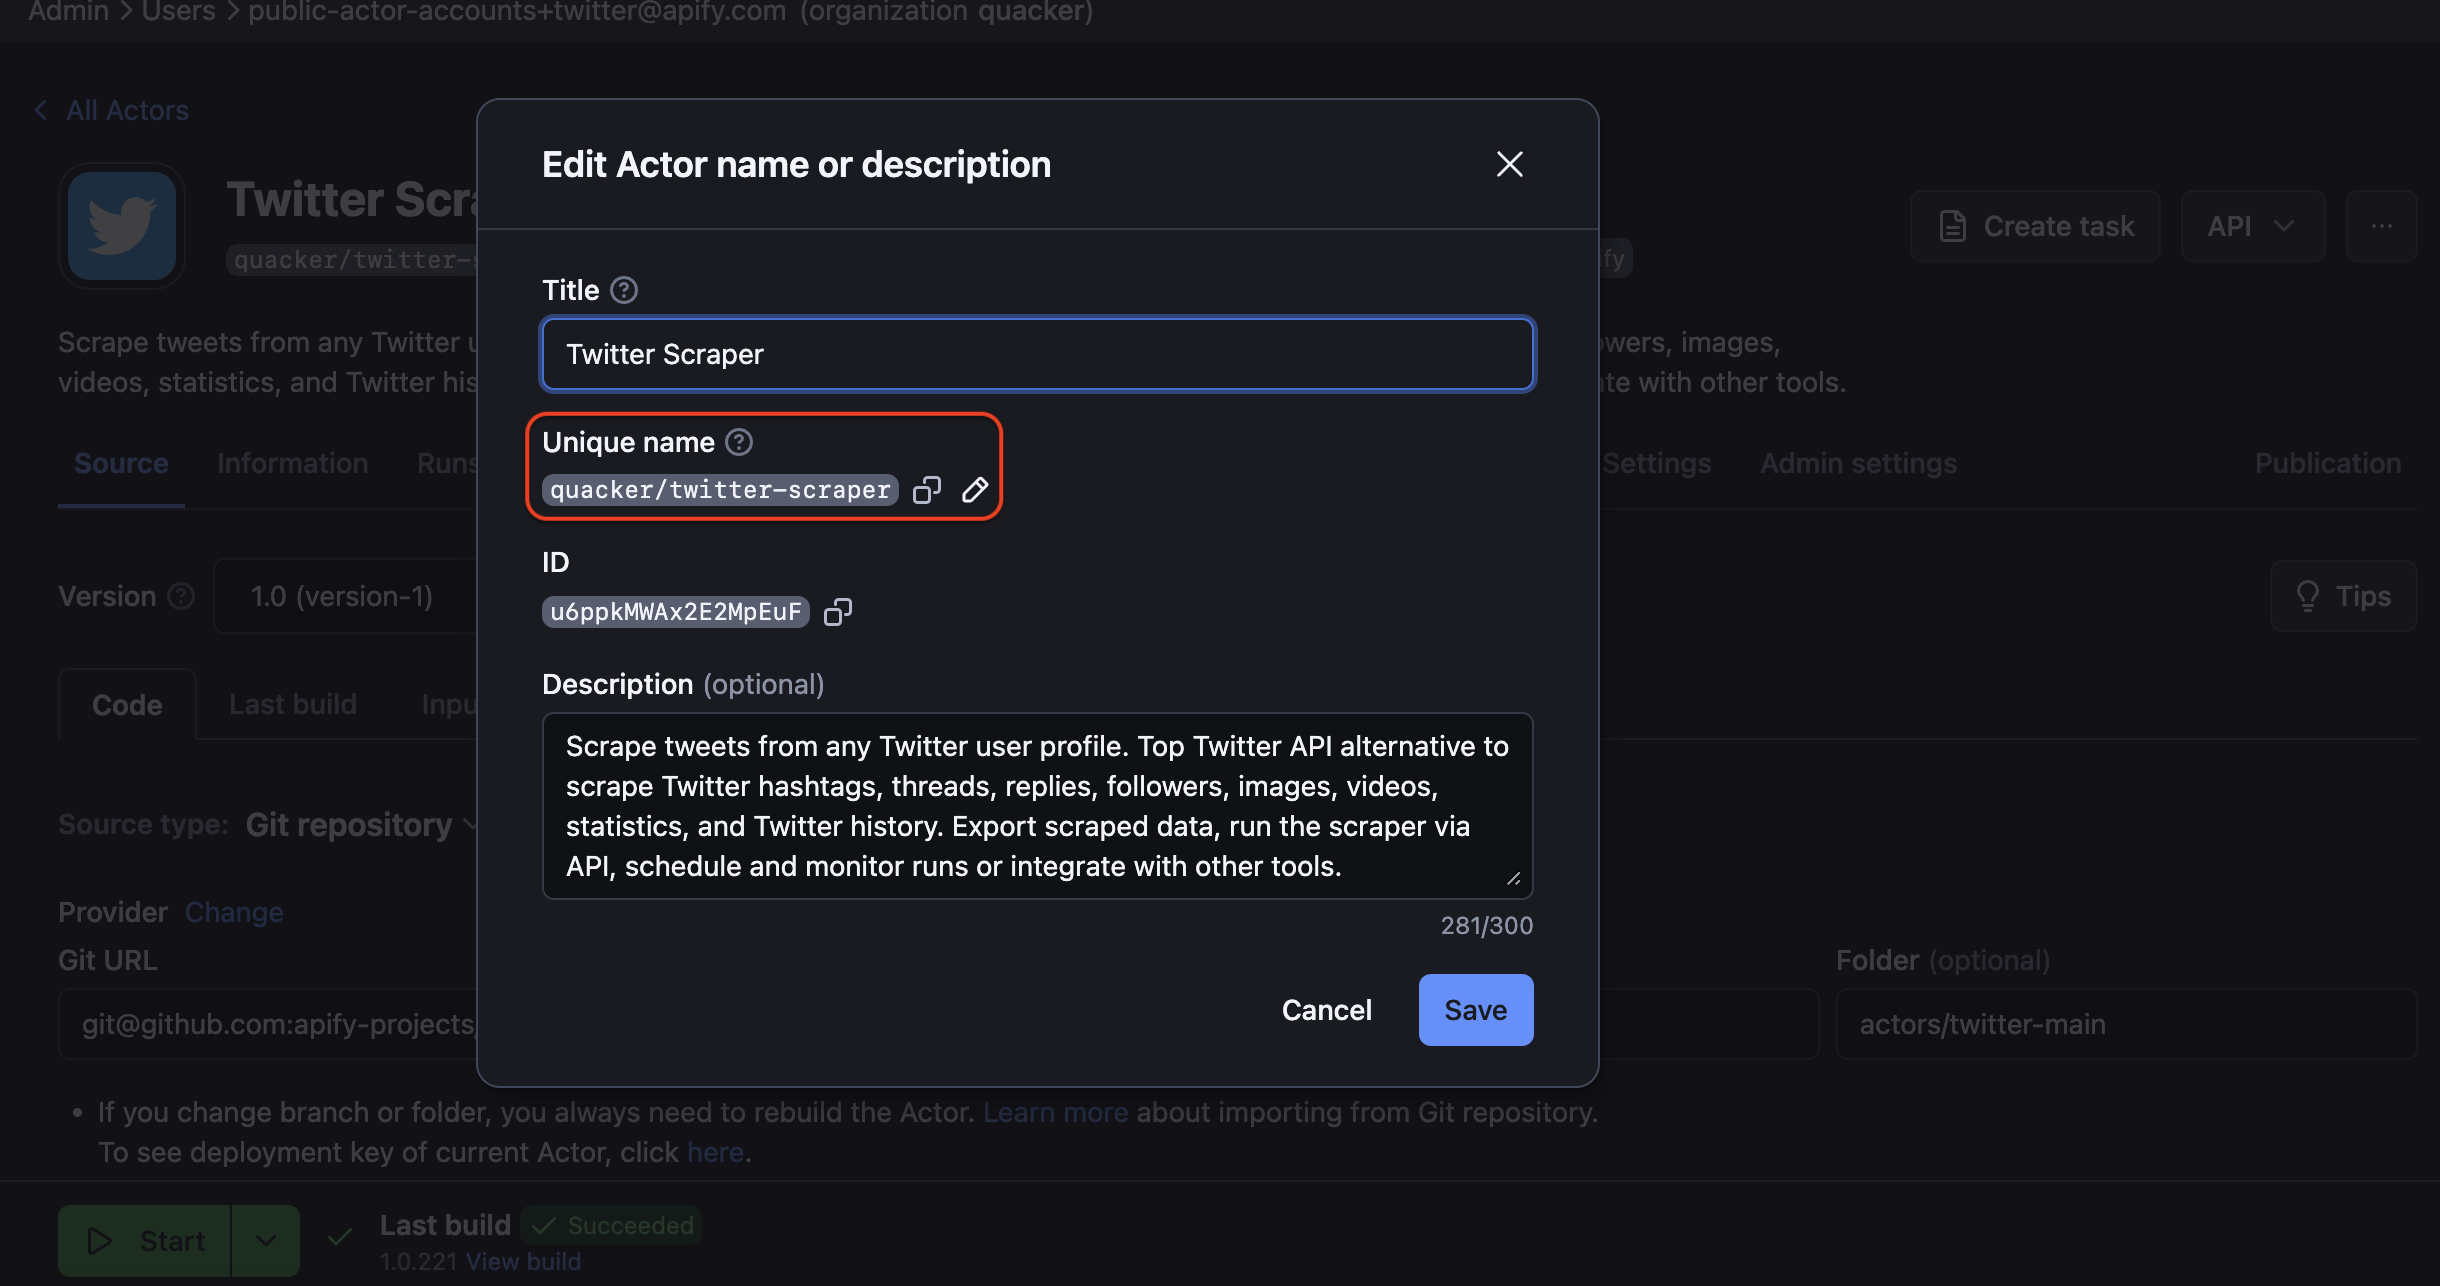 Admin > Users > public-actor-accounts+twitter@apify.com (organization quacker)
All Actors
Twitter
quacker/twitter-
Create task
API
...
Scrape tweets from any Twitter
images,
videos, statistics, and Twitter
with other tools.
Source
Information
Runs
Settings
Admin settings
Publication
Version
1.0 (version-1)
Tips
Code
Last build
Source type: Git repository
Provider Change
Git URL
Folder (optional)
git@github.com:apify-projects
actors/twitter-main
• If you change branch or folder, you always need to rebuild the Actor. Learn more about importing from Git repository.
To see deployment key of current Actor, click here.
Start
Last build
Succeeded
1.0.221 View build
Edit Actor name or description
Title
Twitter Scraper
Unique name
quacker/twitter-scraper
ID
u6ppkMWAx2E2MpEuF
Description (optional)
Scrape tweets from any Twitter user profile. Top Twitter API alternative to
scrape Twitter hashtags, threads, replies, followers, images, videos,
statistics, and Twitter history. Export scraped data, run the scraper via
API, schedule and monitor runs or integrate with other tools.
281/300
Cancel
Save